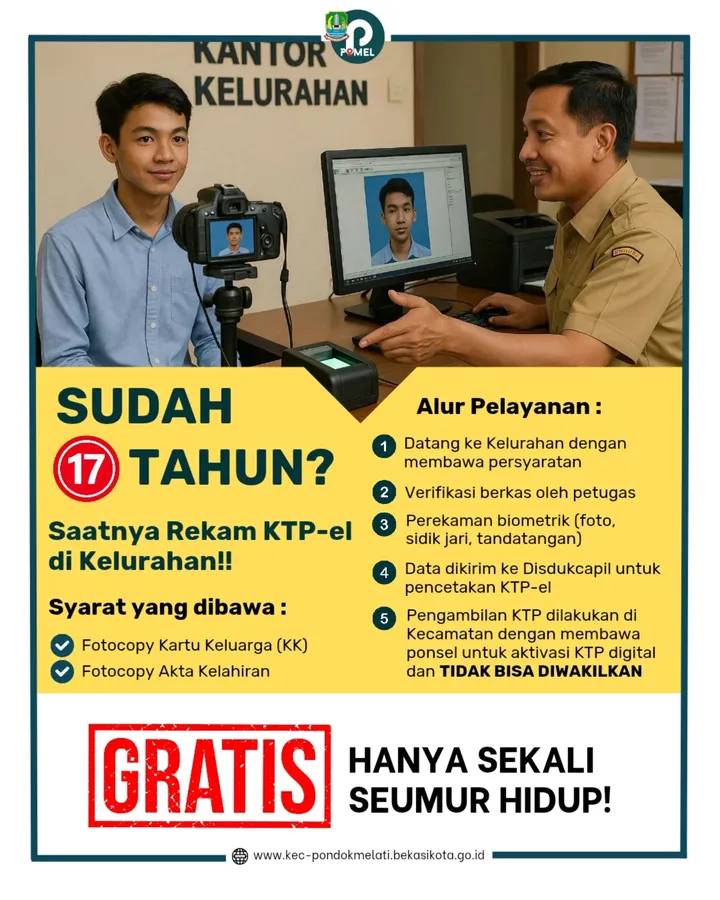 POMEL
KANTOR
KELURAHAN
SUDAH
17 TAHUN?
Saatnya Rekam KTP-el
di Kelurahan!!
Syarat yang dibawa :
Fotocopy Kartu Keluarga (KK)
Fotocopy Akta Kelahiran
Alur Pelayanan :
1 Datang ke Kelurahan dengan
membawa persyaratan
2 Verifikasi berkas oleh petugas
3 Perekaman biometrik (foto,
sidik jari, tandatangan)
4 Data dikirim ke Disdukcapil untuk
pencetakan KTP-el
5 Pengambilan KTP dilakukan di
Kecamatan dengan membawa
ponsel untuk aktivasi KTP digital
dan TIDAK BISA DIWAKILKAN
GRATIS
HANYA SEKALI
SEUMUR HIDUP!
www.kec-pondokmelati.bekasikota.go.id